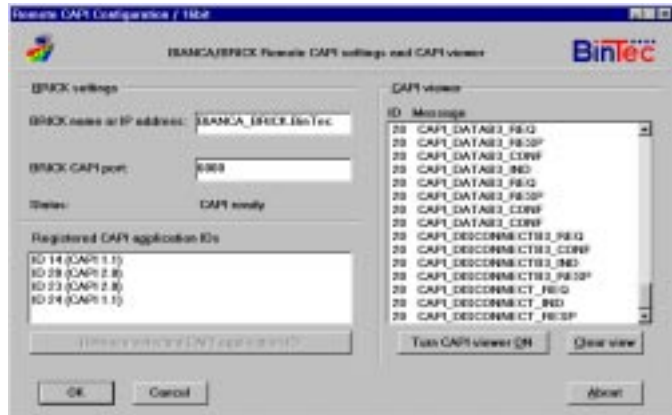 Remote CAPI Configuration / 16bit
BIANCA/BRICK Remote CAPI settings and CAPI viewer
BinTec
BRICK settings
BRICK name or IP address:
BIANCA_BRICK.BinTec
BRICK CAPI port:
6000
Status:
CAPI ready
Registered CAPI application IDs
ID 14 (CAPI 1.1)
ID 20 (CAPI 2.0)
ID 23 (CAPI 2.0)
ID 24 (CAPI 1.1)
OK
Cancel
CAPI viewer
ID Message
20 CAPI_DATAB3_REQ
20 CAPI_DATAB3_RESP
20 CAPI_DATAB3_CONF
20 CAPI_DATAB3_IND
20 CAPI_DATAB3_REQ
20 CAPI_DATAB3_RESP
20 CAPI_DATAB3_CONF
20 CAPI_DATAB3_CONF
20 CAPI_DISCONNECTB3_REQ
20 CAPI_DISCONNECTB3_CONF
20 CAPI_DISCONNECTB3_IND
20 CAPI_DISCONNECTB3_RESP
20 CAPI_DISCONNECT_REQ
20 CAPI_DISCONNECT_IND
20 CAPI_DISCONNECT_RESP
Turn CAPI viewer ON
Clear view
About